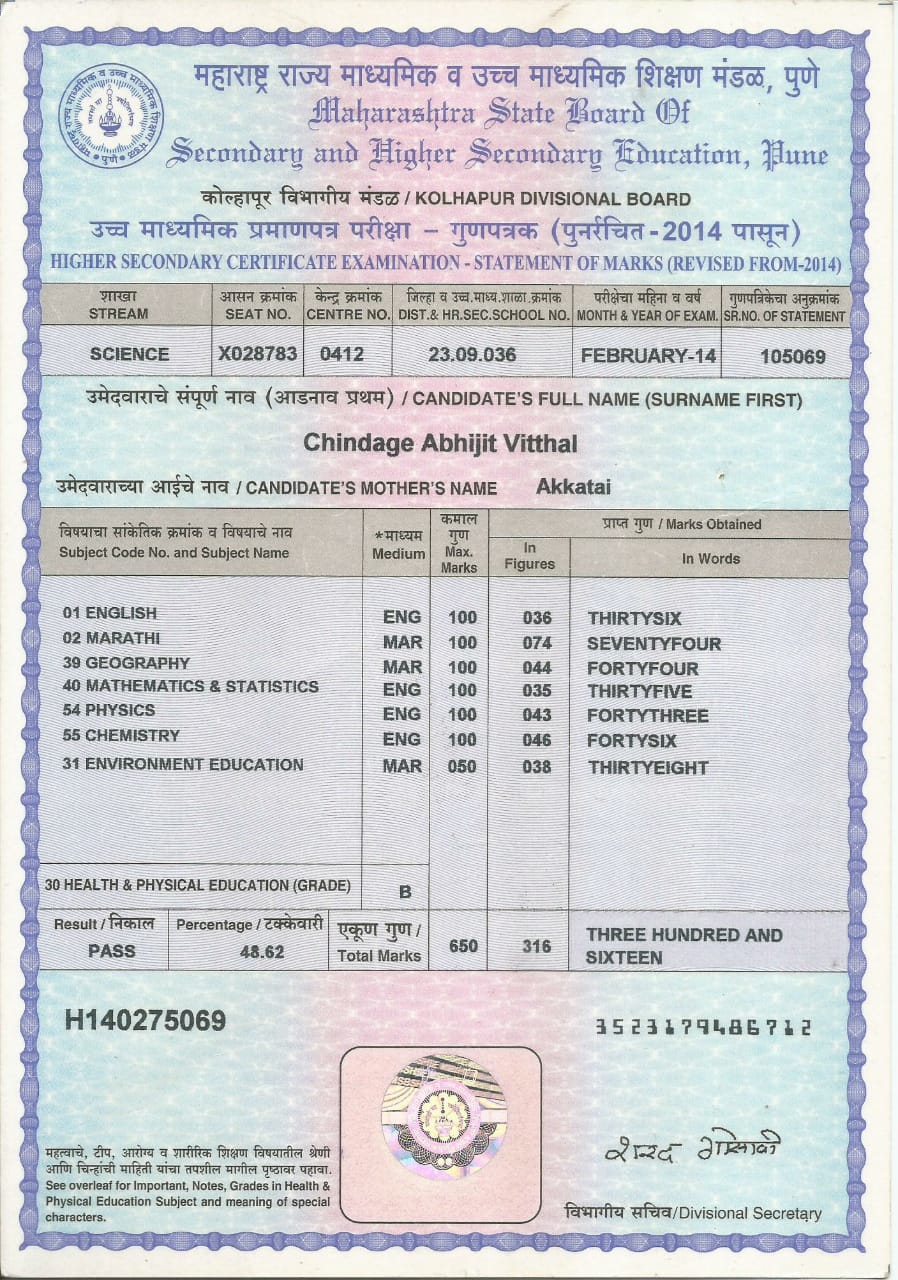 महाराष्ट्र राज्य माध्यमिक व उच्च माध्यमिक शिक्षण मंडळ, पुणे
Maharashtra State Board Of
Secondary and Higher Secondary Education, Pune
कोल्हापूर विभागीय मंडळ / KOLHAPUR DIVISIONAL BOARD
उच्च माध्यमिक प्रमाणपत्र परीक्षा – गुणपत्रक (पुनर्रचित - 2014 पासून)
HIGHER SECONDARY CERTIFICATE EXAMINATION - STATEMENT OF MARKS (REVISED FROM-2014)
शाखा आसन क्रमांक केन्द्र क्रमांक जिल्हा व उच्च.माध्य.शाळा.क्रमांक परीक्षेचा महिना व वर्ष गुणपत्रिकेचा अनुक्रमांक
STREAM SEAT NO. CENTRE NO. DIST.& HR.SEC.SCHOOL NO. MONTH & YEAR OF EXAM. SR.NO. OF STATEMENT
SCIENCE X028783 0412 23.09.036 FEBRUARY-14 105069
उमेदवाराचे संपूर्ण नाव (आडनाव प्रथम) / CANDIDATE'S FULL NAME (SURNAME FIRST)
Chindage Abhijit Vitthal
उमेदवाराच्या आईचे नाव / CANDIDATE'S MOTHER'S NAME Akkatai
विषयाचा सांकेतिक क्रमांक व विषयाचे नाव
Subject Code No. and Subject Name
*माध्यम
Medium
कमाल
गुण
Max.
Marks
प्राप्त गुण / Marks Obtained
In
Figures
In Words
01 ENGLISH ENG 100 036 THIRTYSIX
02 MARATHI MAR 100 074 SEVENTYFOUR
39 GEOGRAPHY MAR 100 044 FORTYFOUR
40 MATHEMATICS & STATISTICS ENG 100 035 THIRTYFIVE
54 PHYSICS ENG 100 043 FORTYTHREE
55 CHEMISTRY ENG 100 046 FORTYSIX
31 ENVIRONMENT EDUCATION MAR 050 038 THIRTYEIGHT
30 HEALTH & PHYSICAL EDUCATION (GRADE) B
Result / निकाल
PASS
Percentage / टक्केवारी
48.62
एकूण गुण /
Total Marks
650 316 THREE HUNDRED AND
SIXTEEN
H140275069
3523179486712
महत्वाचे, टीप, आरोग्य व शारीरिक शिक्षण विषयातील श्रेणी
आणि चिन्हांची माहिती यांचा तपशील मागील पृष्ठावर पहावा.
See overleaf for Important, Notes, Grades in Health &
Physical Education Subject and meaning of special
characters.
विभागीय सचिव/Divisional Secretary